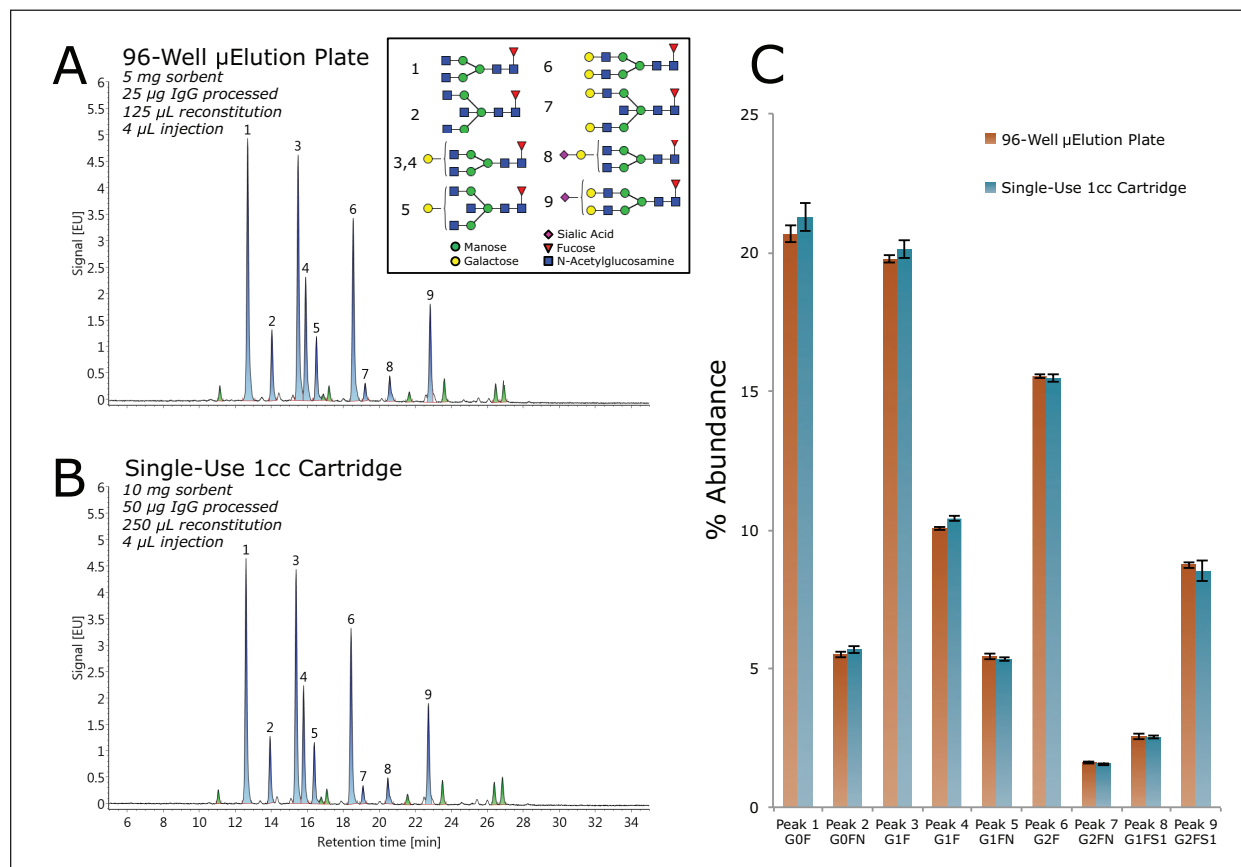 A
96-Well µElution Plate
5 mg sorbent
25 µg IgG processed
125 µL reconstitution
4 µL injection
Signal [EU]
6
5.5
5
4.5
4
3.5
3
2.5
2
1.5
1
0.5
0
1
2
3
4
5
6
7
8
9
1
2
3,4
5
6
7
8
9
Sialic Acid
Manose
Fucose
Galactose
N-Acetylglucosamine
B
Single-Use 1cc Cartridge
10 mg sorbent
50 µg IgG processed
250 µL reconstitution
4 µL injection
Signal [EU]
6
5.5
5
4.5
4
3.5
3
2.5
2
1.5
1
0.5
0
1
2
3
4
5
6
7
8
9
6 8 10 12 14 16 18 20 22 24 26 28 30 32 34
Retention time [min]
C
96-Well µElution Plate
Single-Use 1cc Cartridge
% Abundance
25
20
15
10
5
0
Peak 1 Peak 2 Peak 3 Peak 4 Peak 5 Peak 6 Peak 7 Peak 8 Peak 9
G0F G0FN G1F G1F G1FN G2F G2FN G1FS1 G2FS1